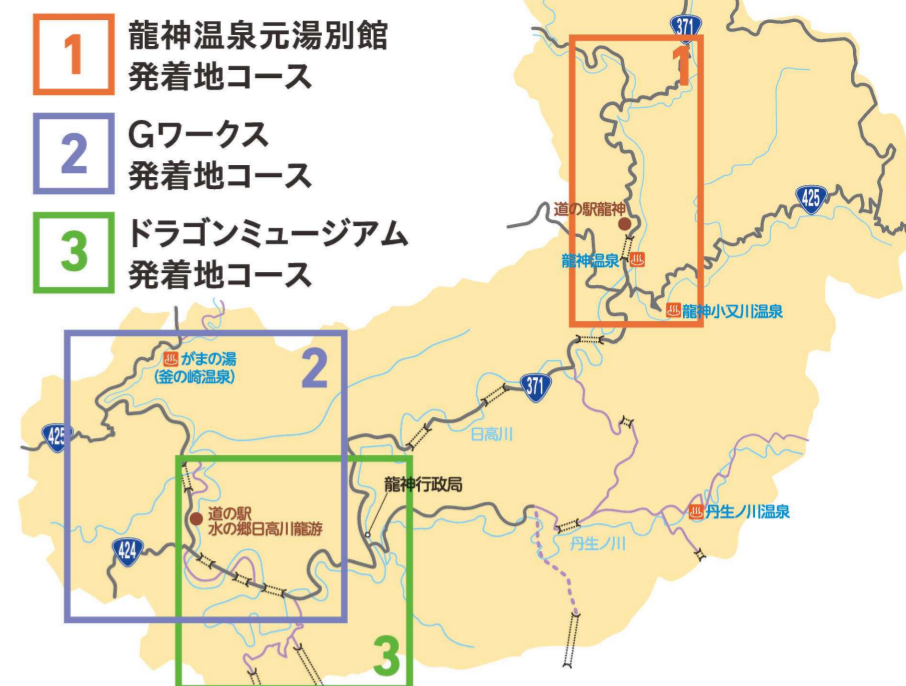 1
龍神温泉元湯別館
発着地コース
2
Gワークス
発着地コース
3
ドラゴンミュージアム
発着地コース
371
1
425
道の駅龍神
龍神温泉
龍神小又川温泉
がまの湯
(釜の崎温泉)
2
371
425
日高川
龍神行政局
道の駅
水の郷日高川龍游
丹生ノ川温泉
424
丹生ノ川
3